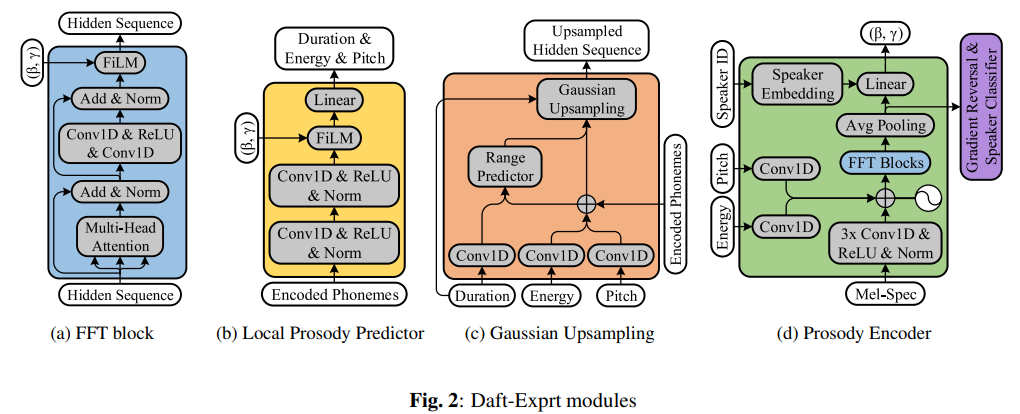 Hidden Sequence
(β, γ)
FiLM
Add & Norm
Conv1D & ReLU
& Conv1D
Add & Norm
Multi-Head
Attention
Hidden Sequence
(a) FFT block
Duration &
Energy & Pitch
Linear
(β, γ)
FiLM
Conv1D & ReLU
& Norm
Conv1D & ReLU
& Norm
Encoded Phonemes
(b) Local Prosody Predictor
Upsampled
Hidden Sequence
Gaussian
Upsampling
Range
Predictor
Encoded Phonemes
Conv1D
Conv1D
Conv1D
Duration
Energy
Pitch
(c) Gaussian Upsampling
(β, γ)
Speaker ID
Speaker
Embedding
Linear
Gradient Reversal &
Speaker Classifier
Avg Pooling
Pitch
Conv1D
FFT Blocks
Energy
Conv1D
3x Conv1D &
ReLU & Norm
Mel-Spec
(d) Prosody Encoder
Fig. 2: Daft-Exprt modules